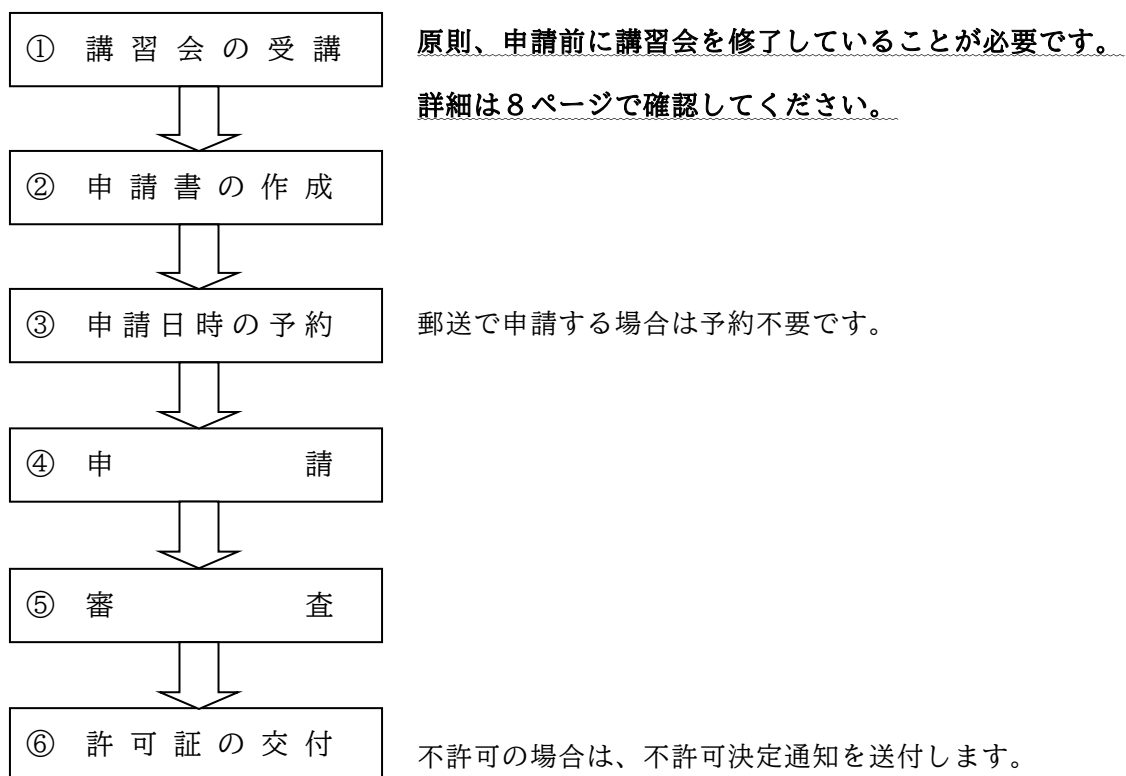 ① 講習会の受講
原則、申請前に講習会を修了していることが必要です。
詳細は８ページで確認してください。
② 申請書の作成
③ 申請日時の予約
郵送で申請する場合は予約不要です。
④ 申請
⑤ 審査
⑥ 許可証の交付
不許可の場合は、不許可決定通知を送付します。